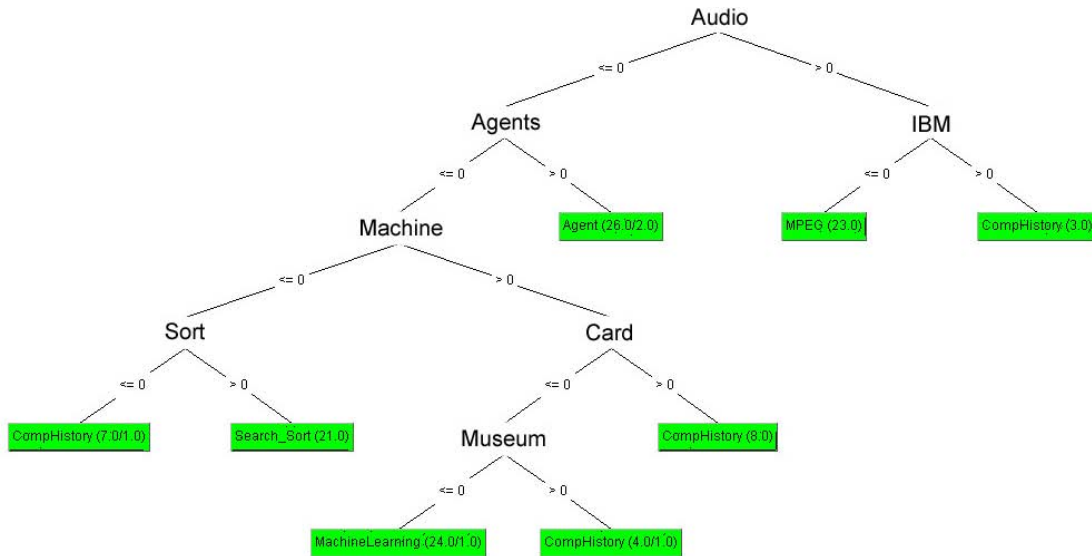 Audio
<= 0 > 0
Agents IBM
<= 0 > 0 <= 0 > 0
Machine Agent (26.0/2.0) MPEG (23.0) CompHistory (3.0)
<= 0 > 0
Sort Card
<= 0 > 0 <= 0 > 0
CompHistory (7.0/1.0) Search_Sort (21.0) Museum CompHistory (8.0)
<= 0 > 0
MachineLearning (24.0/1.0) CompHistory (4.0/1.0)